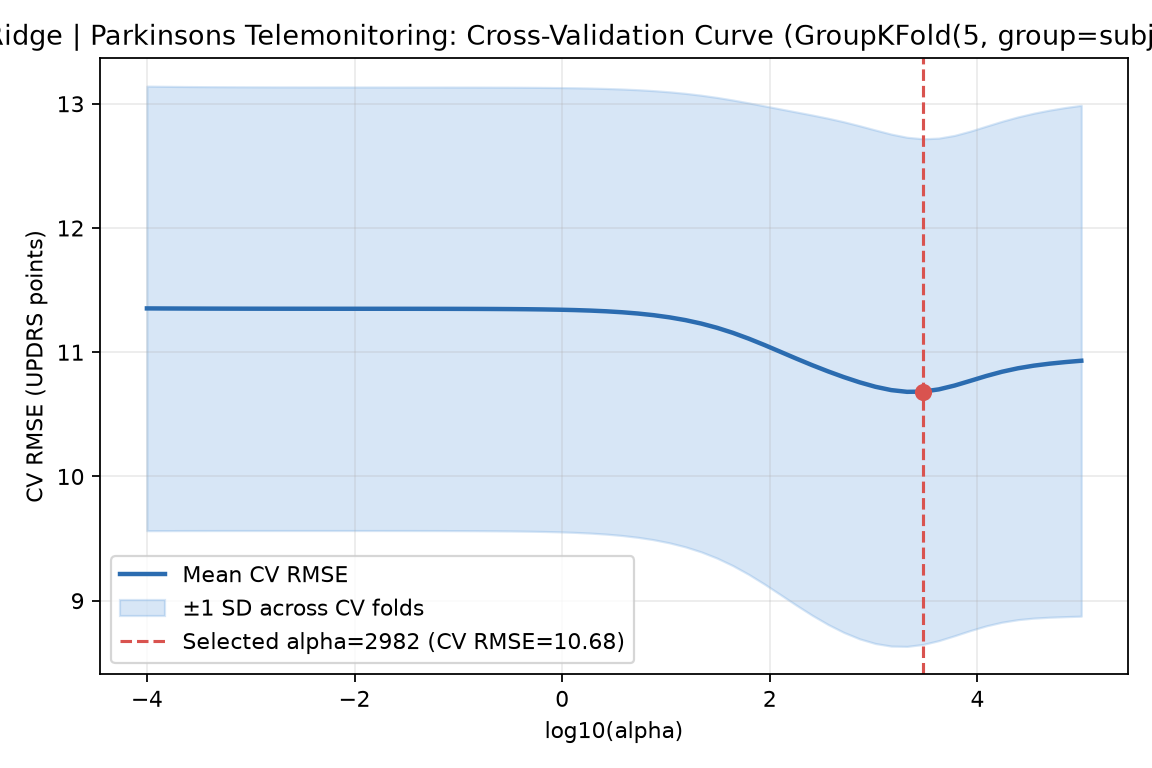 idge | Parkinsons Telemonitoring: Cross-Validation Curve (GroupKFold(5, group=subj
13
12
11
10
9
CV RMSE (UPDRS points)
Mean CV RMSE
±1 SD across CV folds
Selected alpha=2982 (CV RMSE=10.68)
−4
−2
0
2
4
log10(alpha)